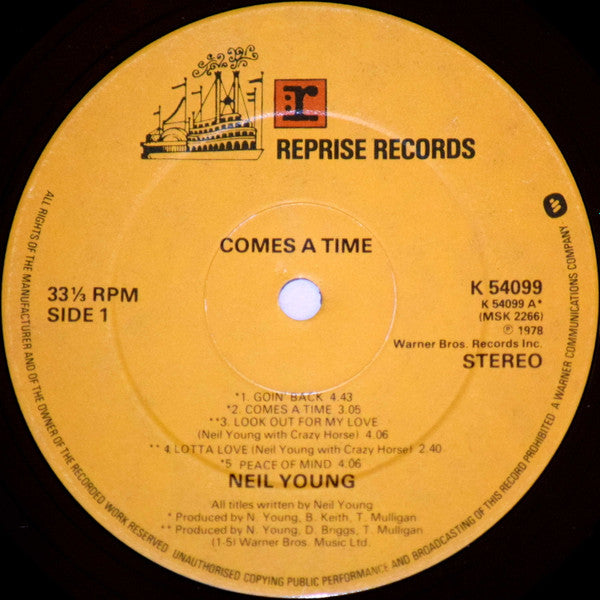 r
REPRISE RECORDS
COMES A TIME
33⅓ RPM
SIDE 1
K 54099
K 54099 A*
(MSK 2266)
℗ 1978
Warner Bros. Records Inc.
STEREO
*1. GOIN' BACK 4.43
*2. COMES A TIME 3.05
**3. LOOK OUT FOR MY LOVE
(Neil Young with Crazy Horse) 4.06
**4. LOTTA LOVE (Neil Young with Crazy Horse) 2.40
*5 PEACE OF MIND 4:06
NEIL YOUNG
All titles written by Neil Young
* Produced by N. Young, B. Keith, T. Mulligan
** Produced by N. Young, D. Briggs, T. Mulligan
(1-5) Warner Bros. Music Ltd.
ALL RIGHTS OF THE MANUFACTURER AND OF THE OWNER OF THE RECORDED WORK RESERVED UNAUTHORISED COPYING PUBLIC PERFORMANCE AND BROADCASTING OF THIS RECORD PROHIBITED A WARNER COMMUNICATIONS COMPANY